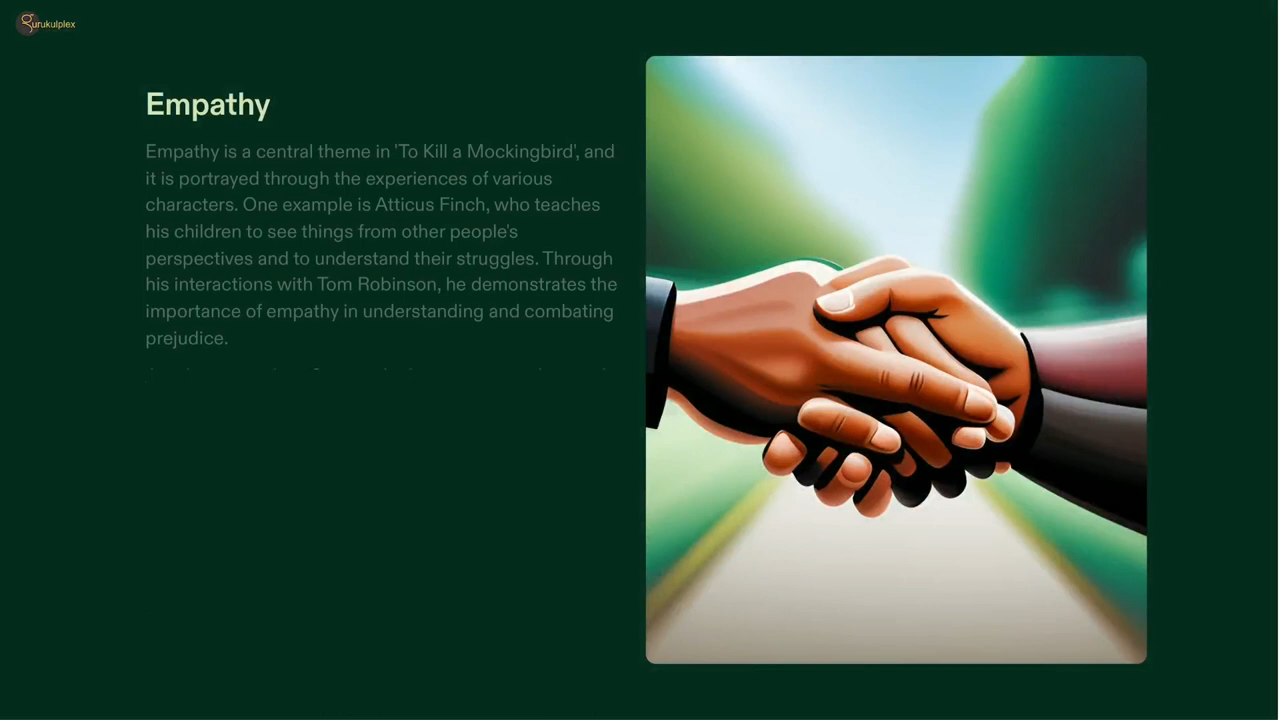 gurukulplex
Empathy
Empathy is a central theme in 'To Kill a Mockingbird', and
it is portrayed through the experiences of various
characters. One example is Atticus Finch, who teaches
his children to see things from other people's
perspectives and to understand their struggles. Through
his interactions with Tom Robinson, he demonstrates the
importance of empathy in understanding and combating
prejudice.